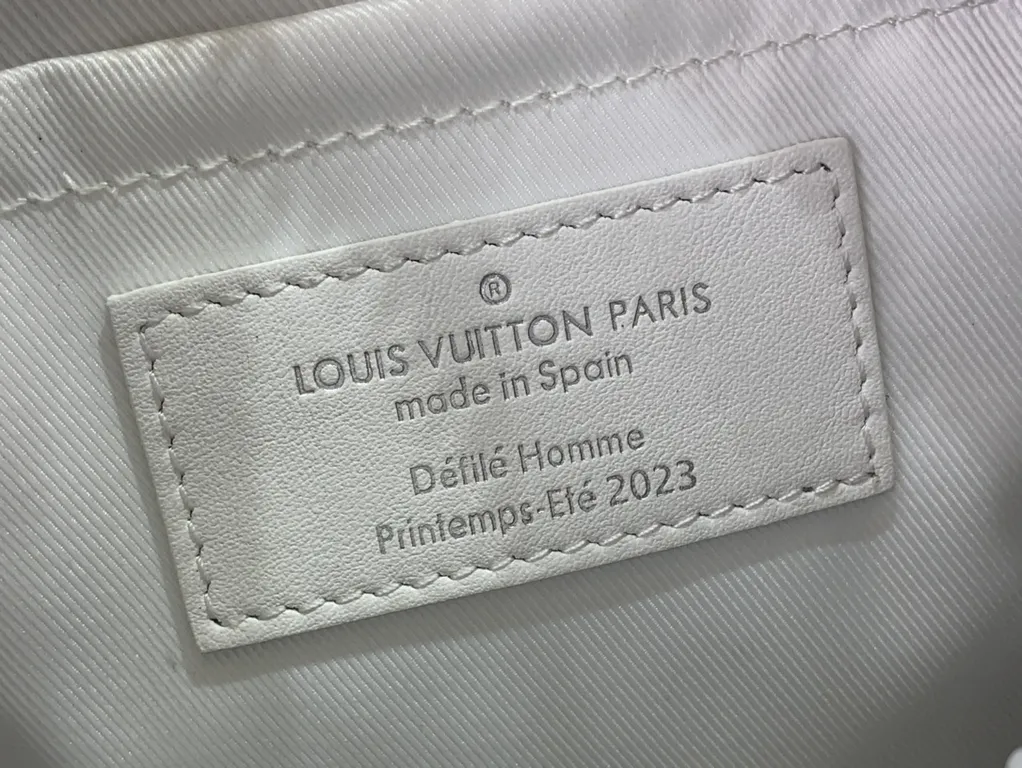 ®
LOUIS VUITTON PARIS
made in Spain
Défilé Homme
Printemps-Eté 2023